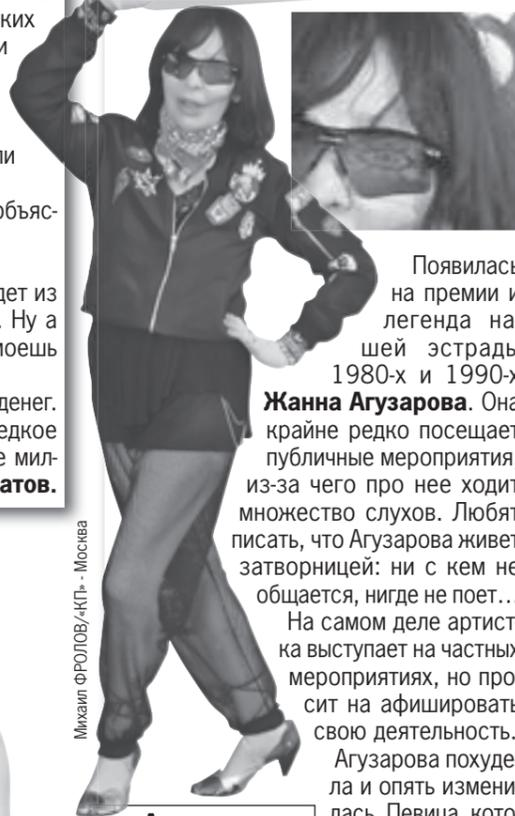 ких
и
ли
объяс-
дет из
. Ну а
моешь
денег.
едкое
е мил-
атов.
Михаил ФРОЛОВ/«КП» - Москва
Появилась
на премии и
легенда на
шей эстрады
1980-х и 1990-х
Жанна Агузарова. Она
крайне редко посещает
публичные мероприятия
из-за чего про нее ходит
множество слухов. Любят
писать, что Агузарова живет
затворницей: ни с кем не
общается, нигде не поет…
На самом деле артист
ка выступает на частных
мероприятиях, но про
сит на афишировать
свою деятельность.
Агузарова похуде
ла и опять измени
лась. Певица, кото